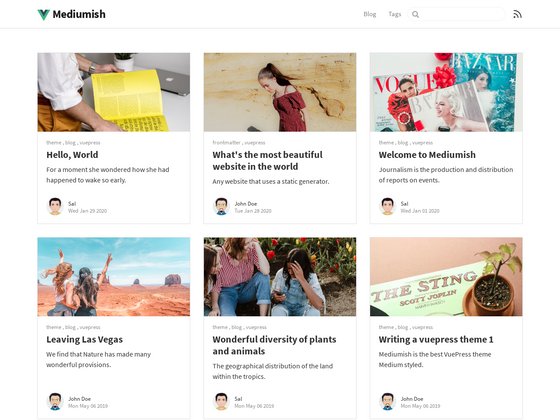 Mediumish
Blog
Tags
theme , blog , vuepress
Hello, World
For a moment she wondered how she had
happened to wake so early.
Sal
Wed Jan 29 2020
frontmatter , vuepress
What's the most beautiful
website in the world
Any website that uses a static generator.
John Doe
Tue Jan 28 2020
VOGUE
BAZAAR
BAZAAR
theme , blog , vuepress
Welcome to Mediumish
Journalism is the production and distribution
of reports on events.
Sal
Wed Jan 01 2020
theme , blog , vuepress
Leaving Las Vegas
We find that Nature has made many
wonderful provisions.
John Doe
Mon May 06 2019
theme , blog , vuepress
Wonderful diversity of plants
and animals
The geographical distribution of the land
within the tropics.
Sal
Mon May 06 2019
THE STING
SCOTT JOPLIN
theme , blog , vuepress
Writing a vuepress theme 1
Mediumish is the best VuePress theme
Medium styled.
John Doe
Mon May 06 2019